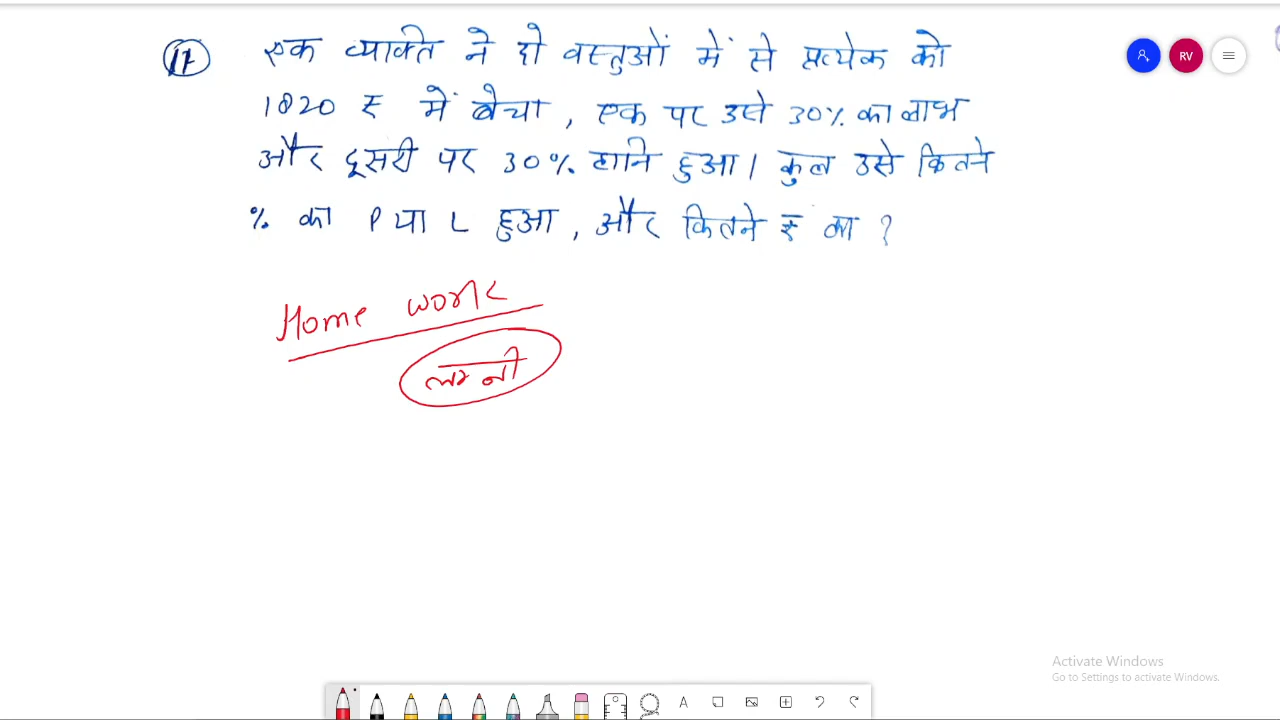 17 एक व्यक्ति ने दो वस्तुओं में से प्रत्येक को
1820 ₹ में बेचा, एक पर उसे 30% का लाभ
और दूसरी पर 30% हानि हुआ। कुल उसे कितने
% का P या L हुआ, और कितने ₹ का ?
RV
Home work
Activate Windows
Go to Settings to activate Windows.
A